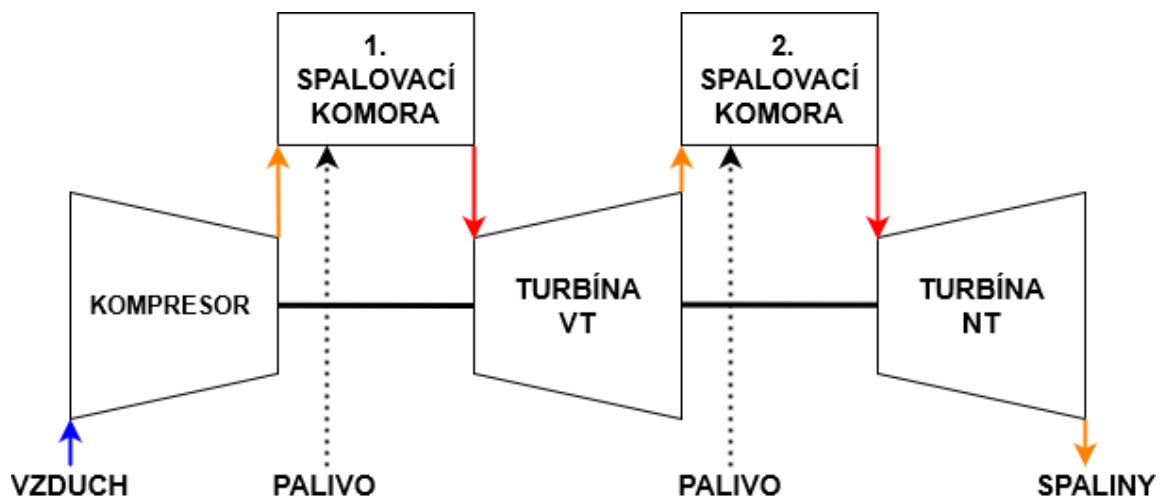 1.
SPALOVACÍ
KOMORA
2.
SPALOVACÍ
KOMORA
KOMPRESOR
TURBÍNA
VT
TURBÍNA
NT
VZDUCH
PALIVO
PALIVO
SPALINY